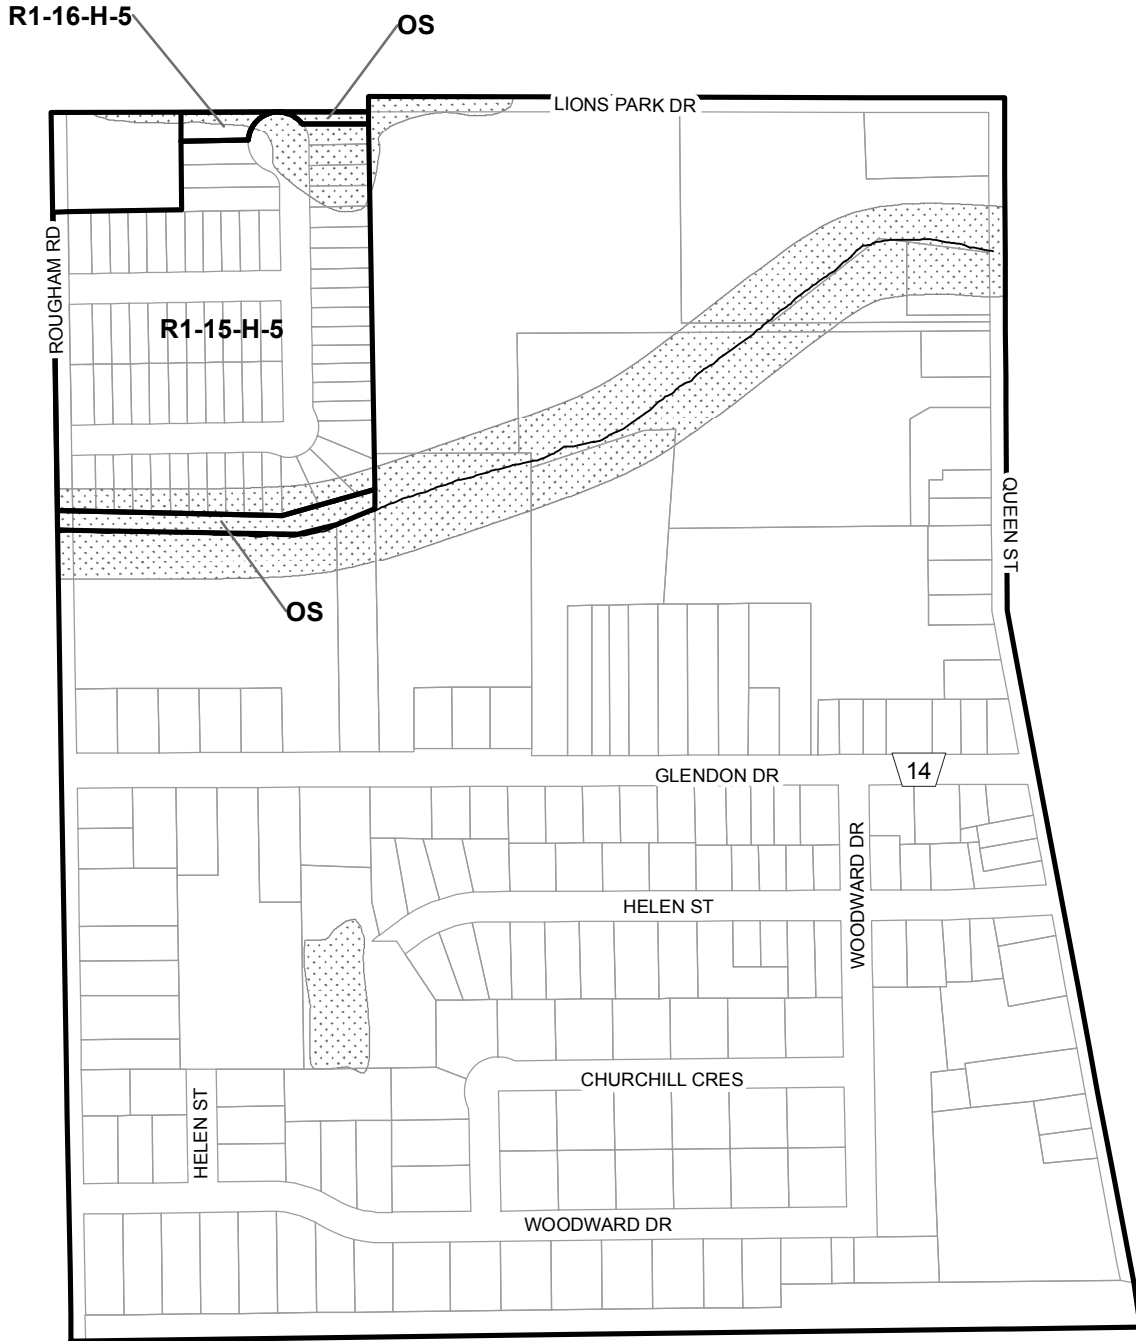 R1-16-H-5
OS
LIONS PARK DR
ROUGHAM RD
R1-15-H-5
QUEEN ST
OS
GLENDON DR
14
WOODWARD DR
HELEN ST
CHURCHILL CRES
HELEN ST
WOODWARD DR